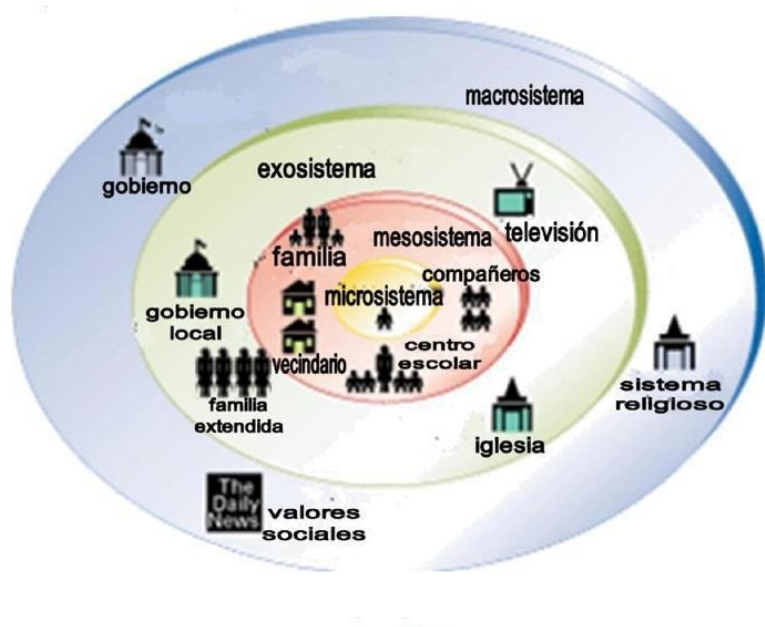 macrosistema
gobierno
exosistema
televisión
mesosistema
familia
compañeros
microsistema
gobierno
local
centro
escolar
vecindario
familia
extendida
iglesia
sistema
religioso
The
Daily
News
valores
sociales